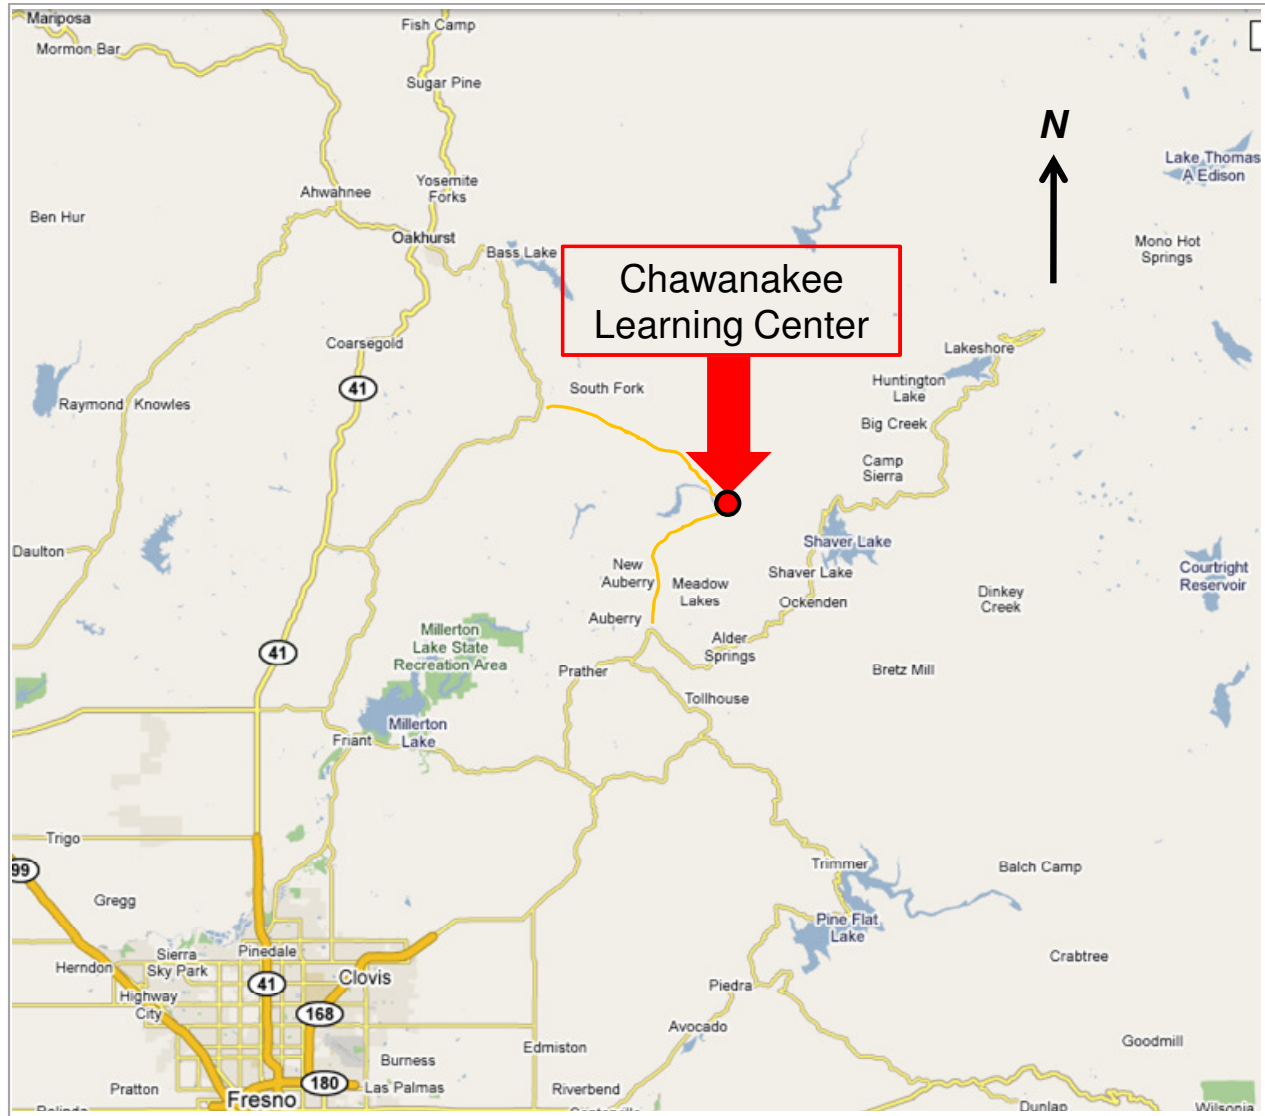 Mariposa
Mormon Bar
Fish Camp
Sugar Pine
N
Lake Thomas
A Edison
Ahwahnee
Yosemite
Forks
Ben Hur
Oakhurst
Bass Lake
Mono Hot
Springs
Chawanakee
Learning Center
Coarsegold
Lakeshore
41
South Fork
Huntington
Lake
Raymond
Knowles
Big Creek
Camp
Sierra
Daulton
Shaver Lake
Shaver Lake
New
Auberry
Meadow
Lakes
Courtright
Reservoir
Dinkey
Creek
Ockenden
Auberry
Millerton
Lake State
Recreation Area
41
Alder
Springs
Prather
Bretz Mill
Tollhouse
Millerton
Lake
Friant
Trigo
99
Trimmer
Balch Camp
Gregg
Pine Flat
Lake
Sierra
Sky Park
Pinedale
Crabtree
Herndon
Clovis
41
Piedra
Highway
City
168
Avocado
Goodmill
Edmiston
Burness
180
Las Palmas
Pratton
Riverbend
Fresno
Dunlap
Wilsonia